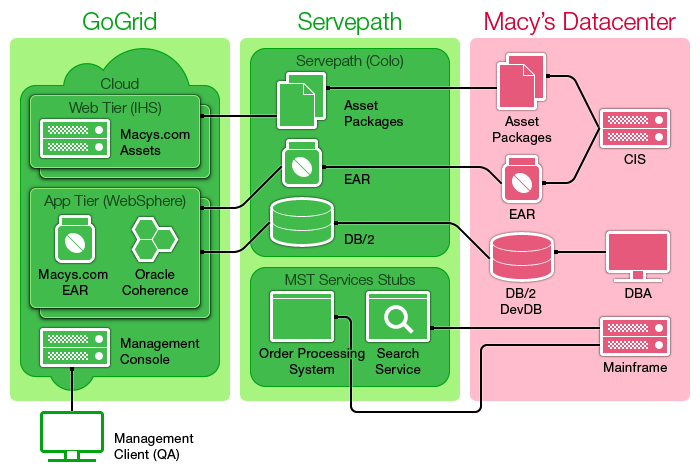 GoGrid
Servepath
Macy's Datacenter
Cloud
Web Tier (IHS)
Macys.com
Assets
App Tier (WebSphere)
Macys.com
EAR
Oracle
Coherence
Management
Console
Management
Client (QA)
Servepath (Colo)
Asset
Packages
EAR
DB/2
MST Services Stubs
Order Processing
System
Search
Service
Asset
Packages
CIS
EAR
DB/2
DevDB
DBA
Mainframe